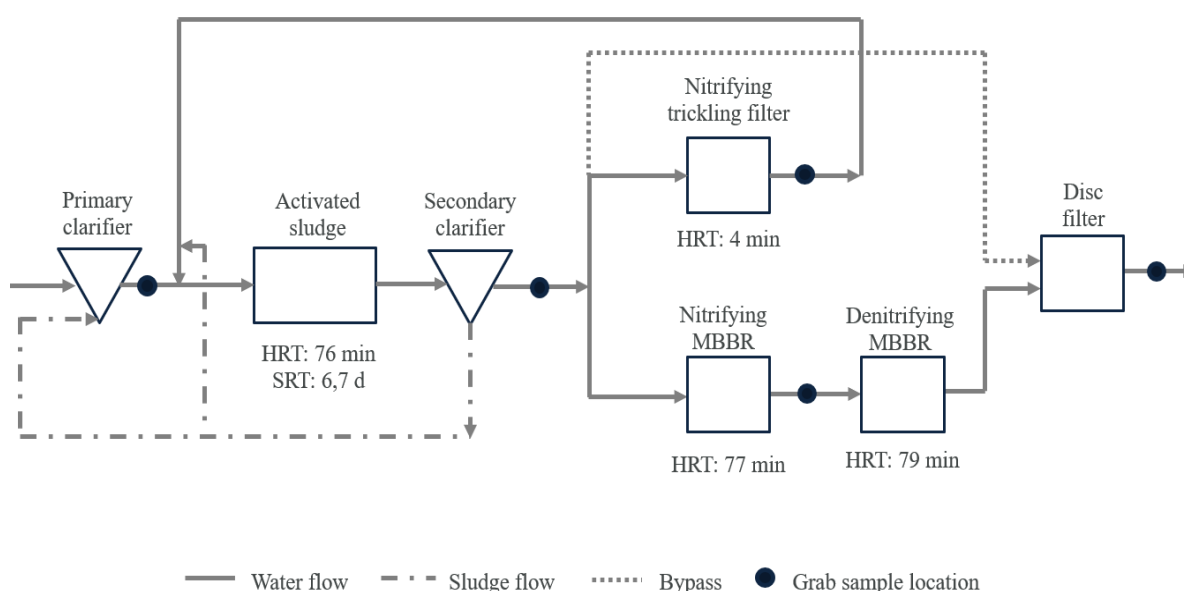 Nitrifying
trickling filter
HRT: 4 min
Primary
clarifier
Activated
sludge
HRT: 76 min
SRT: 6,7 d
Secondary
clarifier
Disc
filter
Nitrifying
MBBR
HRT: 77 min
Denitrifying
MBBR
HRT: 79 min
Water flow
Sludge flow
Bypass
Grab sample location